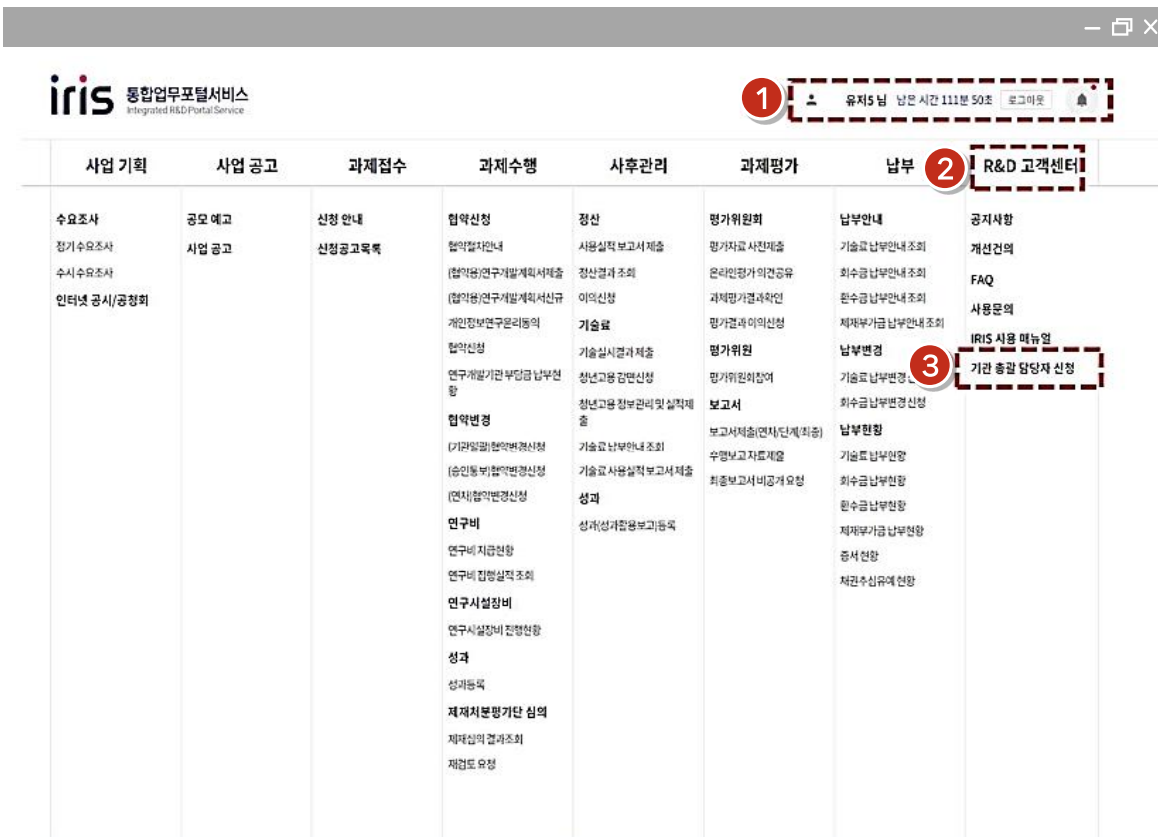 iris 통합업무포털서비스
Integrated R&D Portal Service
1
유저5 님 남은 시간 111분 50초 로그아웃
사업 기획 사업 공고 과제접수 과제수행 사후관리 과제평가 납부 2 R&D 고객센터
수요조사
정기수요조사
수시수요조사
인터넷 공시/공청회
공모 예고
사업 공고
신청 안내
신청공고목록
협약신청
협약절차안내
(협약용)연구개발계획서제출
(협약용)연구개발계획서신규
개인정보연구윤리동의
협약신청
연구개발기관 부담금 납부현
황
협약변경
(기관일괄)협약변경신청
(승인통보)협약변경신청
(연차)협약변경신청
연구비
연구비 지급현황
연구비 집행실적 조회
연구시설장비
연구시설장비 진행현황
성과
성과등록
제재처분평가단 심의
제재심의 결과조회
재검토 요청
정산
사용실적 보고서 제출
정산결과 조회
이의신청
기술료
기술실시결과 제출
청년고용 감면신청
청년고용 정보관리 및 실적제
출
기술료 납부안내 조회
기술료 사용실적 보고서 제출
성과
성과(성과활용보고)등록
평가위원회
평가자료 사전제출
온라인평가 의견공유
과제평가결과확인
평가결과 이의신청
평가위원
평가위원회참여
보고서
보고서제출(연차/단계/최종)
수행보고 자료제출
최종보고서 비공개 요청
납부안내
기술료 납부안내 조회
회수금 납부안내 조회
환수금 납부안내 조회
제재부가금 납부안내 조회
납부변경
기술료 납부변경
회수금 납부변경 신청
납부현황
기술료 납부현황
회수금 납부현황
환수금 납부현황
제재부가금 납부현황
증서 현황
채권추심유예 현황
공지사항
개선건의
FAQ
사용문의
IRIS 사용 매뉴얼
3 기관 총괄 담당자 신청